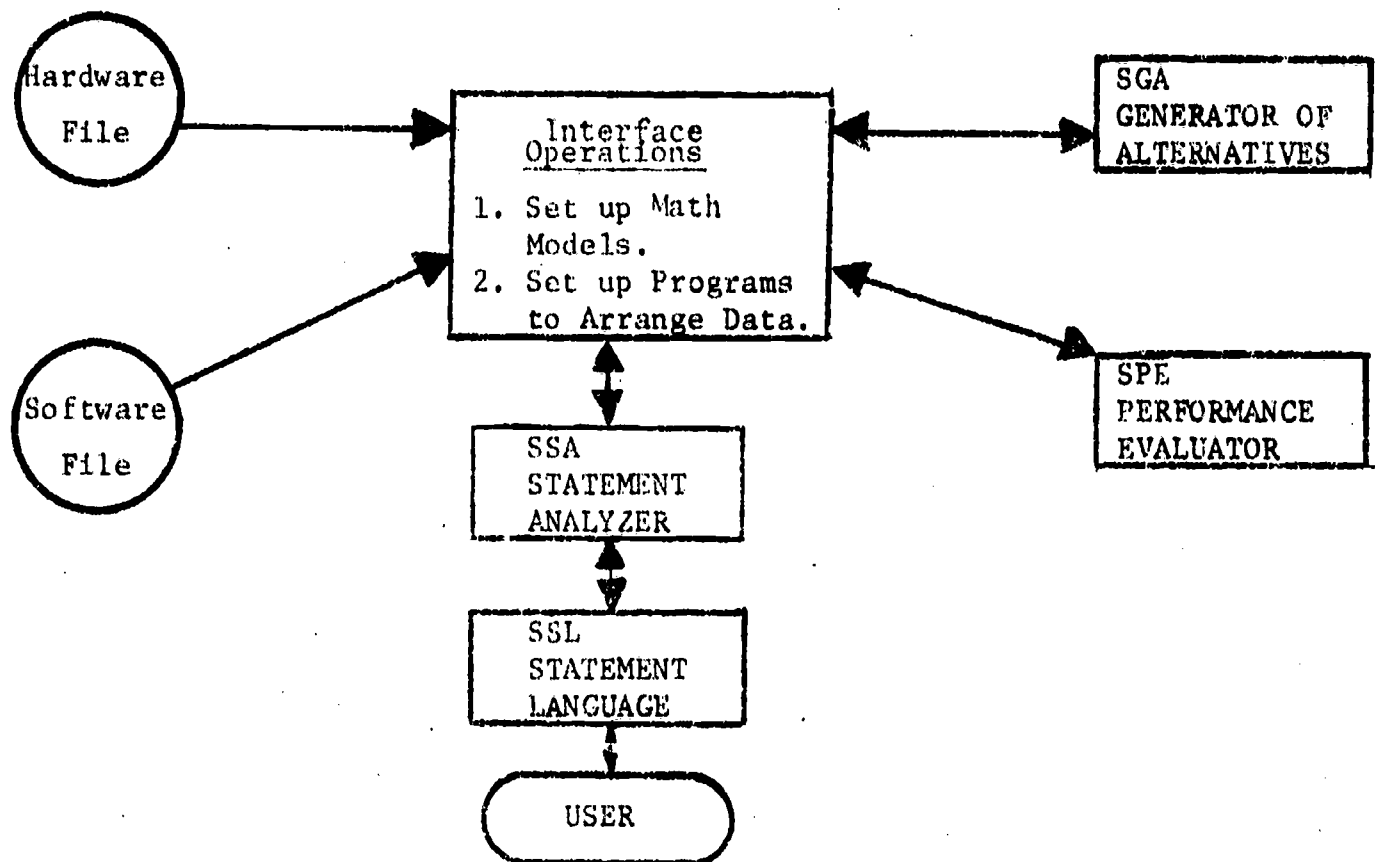 Hardware
File
Interface
Operations
1. Set up Math
Models.
2. Set up Programs
to Arrange Data.
SGA
GENERATOR OF
ALTERNATIVES
Software
File
SPE
PERFORMANCE
EVALUATOR
SSA
STATEMENT
ANALYZER
SSL
STATEMENT
LANGUAGE
USER